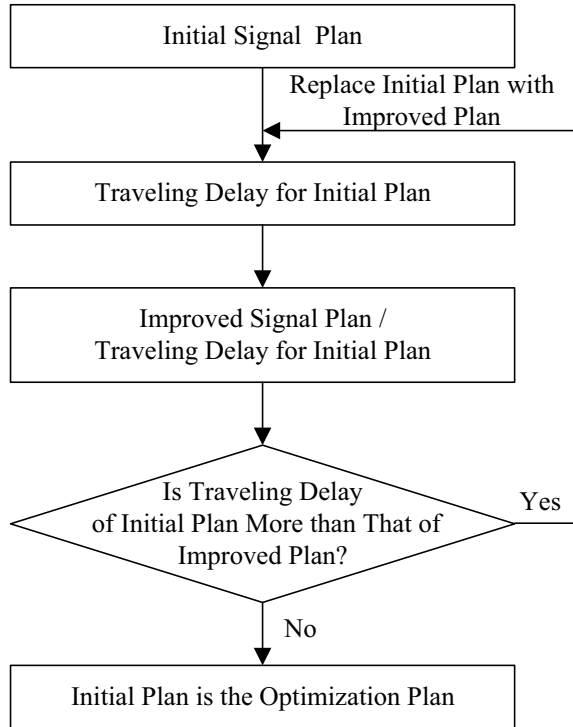 Initial Signal Plan
Replace Initial Plan with
Improved Plan
Traveling Delay for Initial Plan
Improved Signal Plan /
Traveling Delay for Initial Plan
Is Traveling Delay
of Initial Plan More than That of
Improved Plan?
Yes
No
Initial Plan is the Optimization Plan